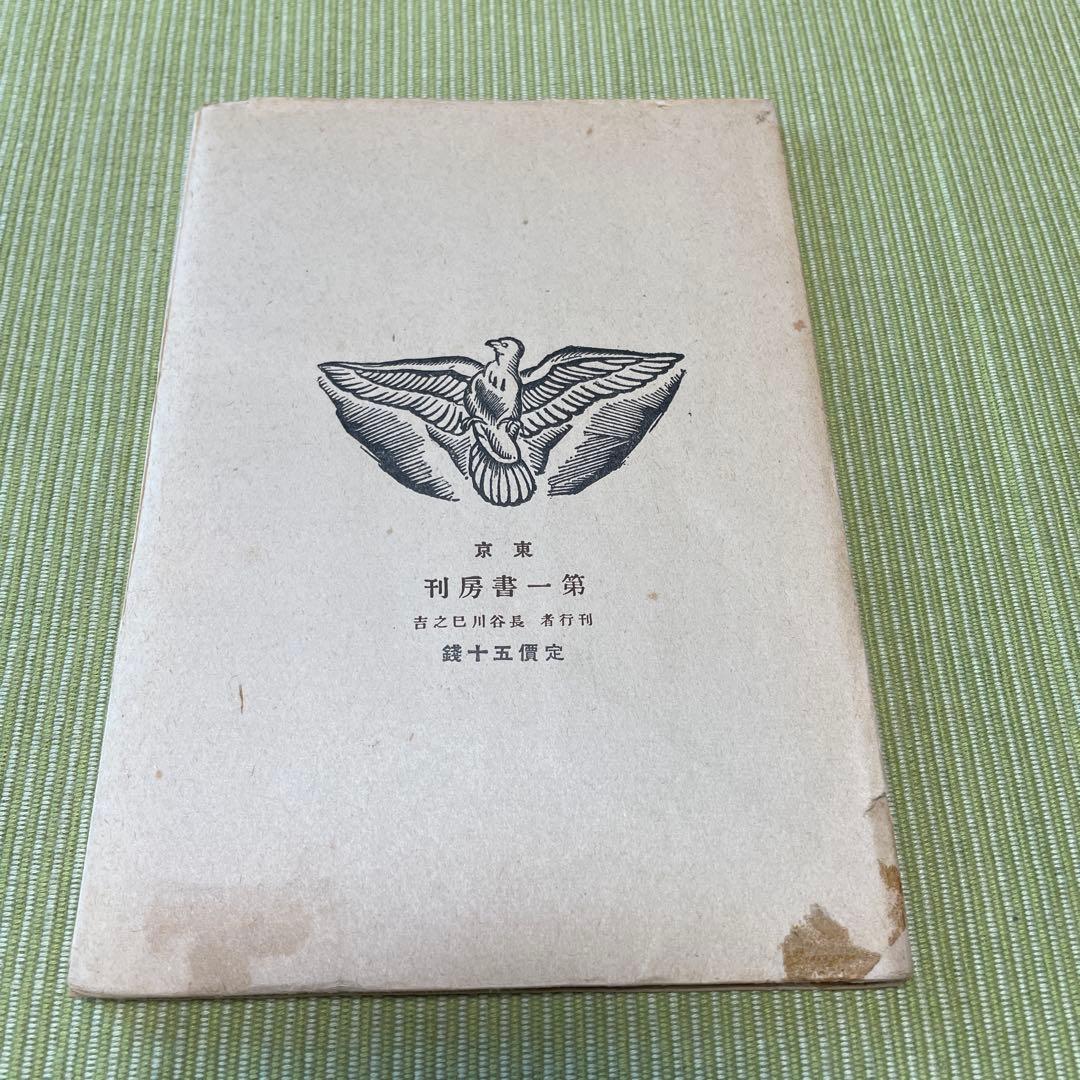 東京
第一書房刊
刊行者 長谷川巳之吉
定價五十錢